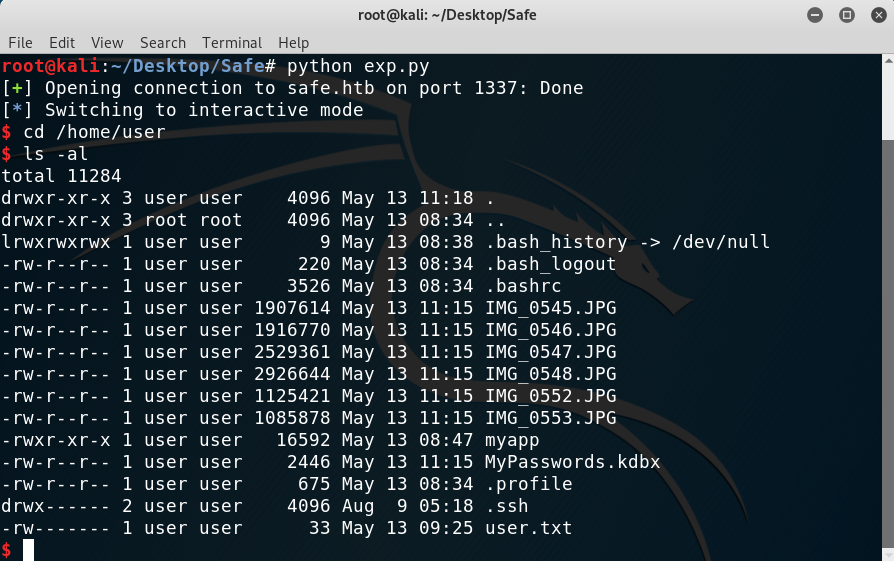 root@kali: ~/Desktop/Safe
File Edit View Search Terminal Help
root@kali:~/Desktop/Safe# python exp.py
[+] Opening connection to safe.htb on port 1337: Done
[*] Switching to interactive mode
$ cd /home/user
$ ls -al
total 11284
drwxr-xr-x 3 user user    4096 May 13 11:18 .
drwxr-xr-x 3 root root    4096 May 13 08:34 ..
lrwxrwxrwx 1 user user       9 May 13 08:38 .bash_history -> /dev/null
-rw-r--r-- 1 user user     220 May 13 08:34 .bash_logout
-rw-r--r-- 1 user user    3526 May 13 08:34 .bashrc
-rw-r--r-- 1 user user 1907614 May 13 11:15 IMG_0545.JPG
-rw-r--r-- 1 user user 1916770 May 13 11:15 IMG_0546.JPG
-rw-r--r-- 1 user user 2529361 May 13 11:15 IMG_0547.JPG
-rw-r--r-- 1 user user 2926644 May 13 11:15 IMG_0548.JPG
-rw-r--r-- 1 user user 1125421 May 13 11:15 IMG_0552.JPG
-rw-r--r-- 1 user user 1085878 May 13 11:15 IMG_0553.JPG
-rwxr-xr-x 1 user user   16592 May 13 08:47 myapp
-rw-r--r-- 1 user user    2446 May 13 11:15 MyPasswords.kdbx
-rw-r--r-- 1 user user     675 May 13 08:34 .profile
drwx------ 2 user user    4096 Aug  9 05:18 .ssh
-rw------- 1 user user      33 May 13 09:25 user.txt
$